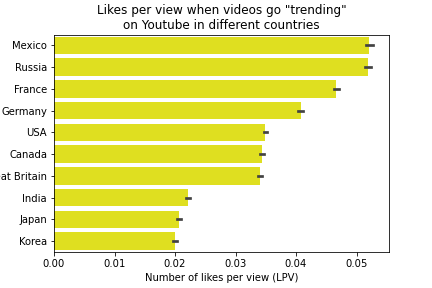 Likes per view when videos go "trending"
on Youtube in different countries
Mexico
Russia
France
Germany
USA
Canada
at Britain
India
Japan
Korea
0.00 0.01 0.02 0.03 0.04 0.05
Number of likes per view (LPV)